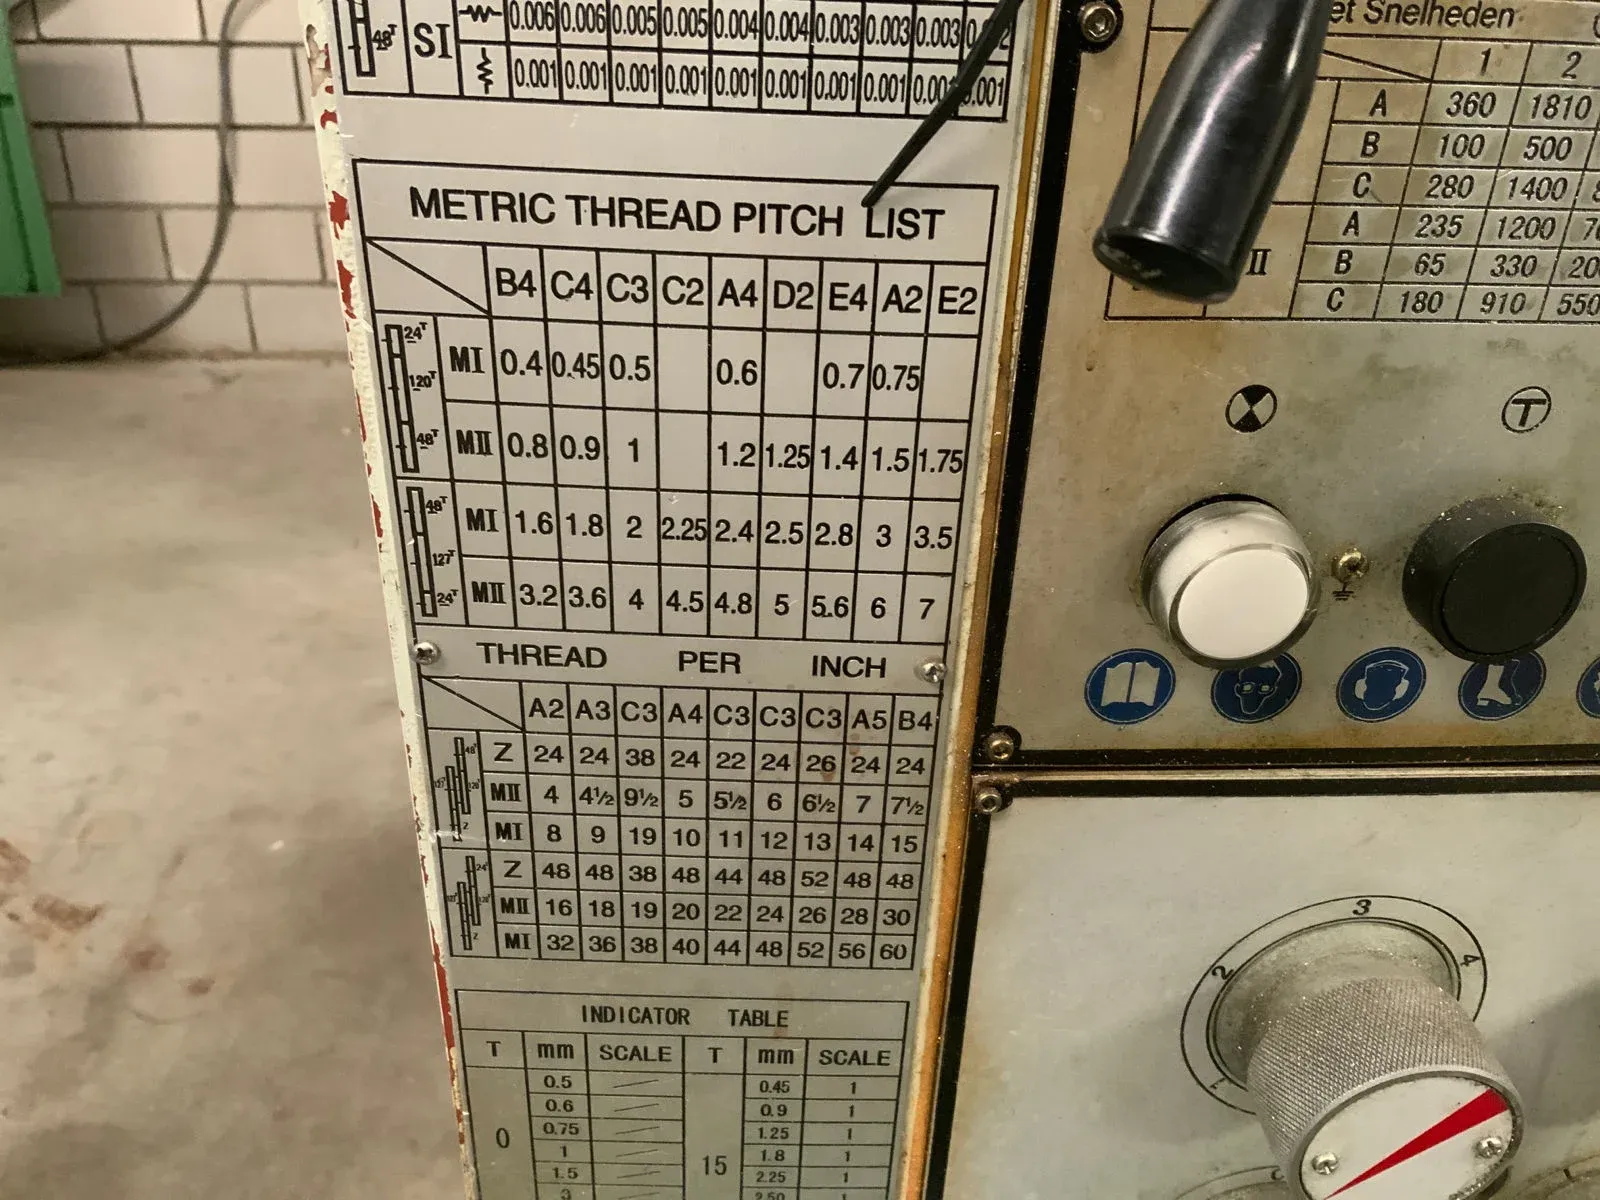 48T SI 0.006 0.006 0.005 0.005 0.004 0.004 0.003 0.003 0.003
0.001 0.001 0.001 0.001 0.001 0.001 0.001 0.001 0.001
METRIC THREAD PITCH LIST
B4 C4 C3 C2 A4 D2 E4 A2 E2
24T 120T 48T
MI 0.4 0.45 0.5 0.6 0.7 0.75
MII 0.8 0.9 1 1.2 1.25 1.4 1.5 1.75
48T 127T 24T
MI 1.6 1.8 2 2.25 2.4 2.5 2.8 3 3.5
MII 3.2 3.6 4 4.5 4.8 5 5.6 6 7
THREAD PER INCH
A2 A3 C3 A4 C3 C3 C3 A5 B4
Z 24 24 38 24 22 24 26 24 24
MII 4 4½ 9½ 5 5½ 6 6½ 7 7½
MI 8 9 19 10 11 12 13 14 15
Z 48 48 38 48 44 48 52 48 48
MII 16 18 19 20 22 24 26 28 30
MI 32 36 38 40 44 48 52 56 60
INDICATOR TABLE
T mm SCALE T mm SCALE
0 0.5 15 0.45 1
0.6 0.9 1
0.75 1.25 1
1 1.8 1
1.5 2.25 1
3 2.50
Snelheden
1 2
A 360 1810
B 100 500
C 280 1400
II
A 235 1200
B 65 330
C 180 910 550
T
1 2 3 4